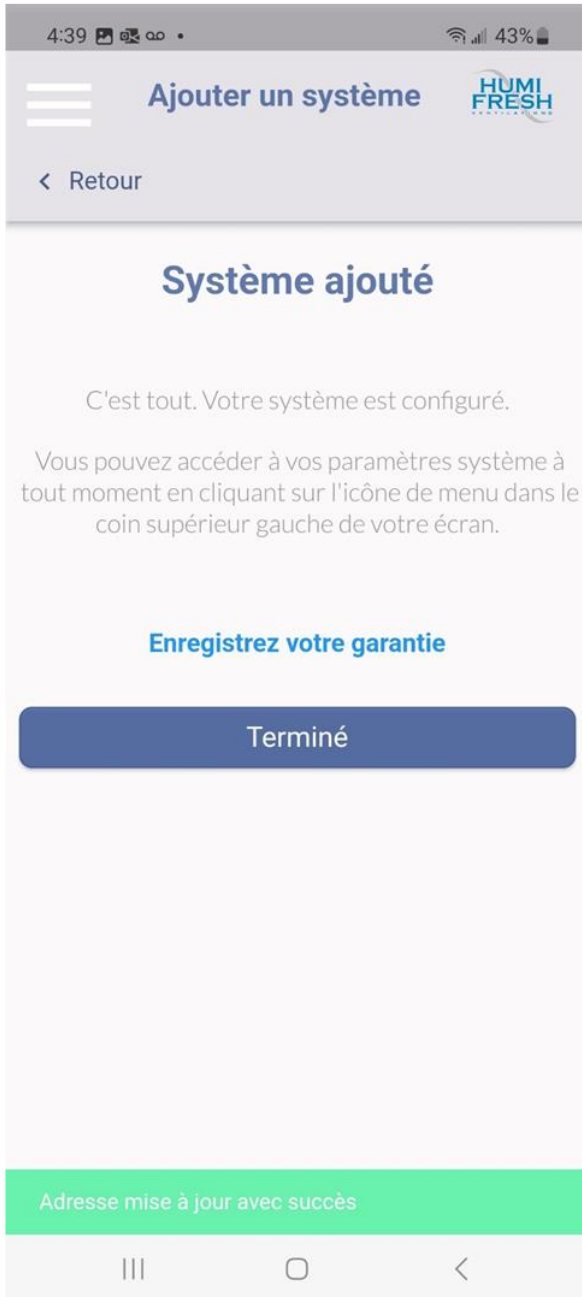 4:39
43%
Ajouter un système
HUMI
FRESH
VENTILATIONS
< Retour
Système ajouté
C'est tout. Votre système est configuré.
Vous pouvez accéder à vos paramètres système à
tout moment en cliquant sur l'icône de menu dans le
coin supérieur gauche de votre écran.
Enregistrez votre garantie
Terminé
Adresse mise à jour avec succès